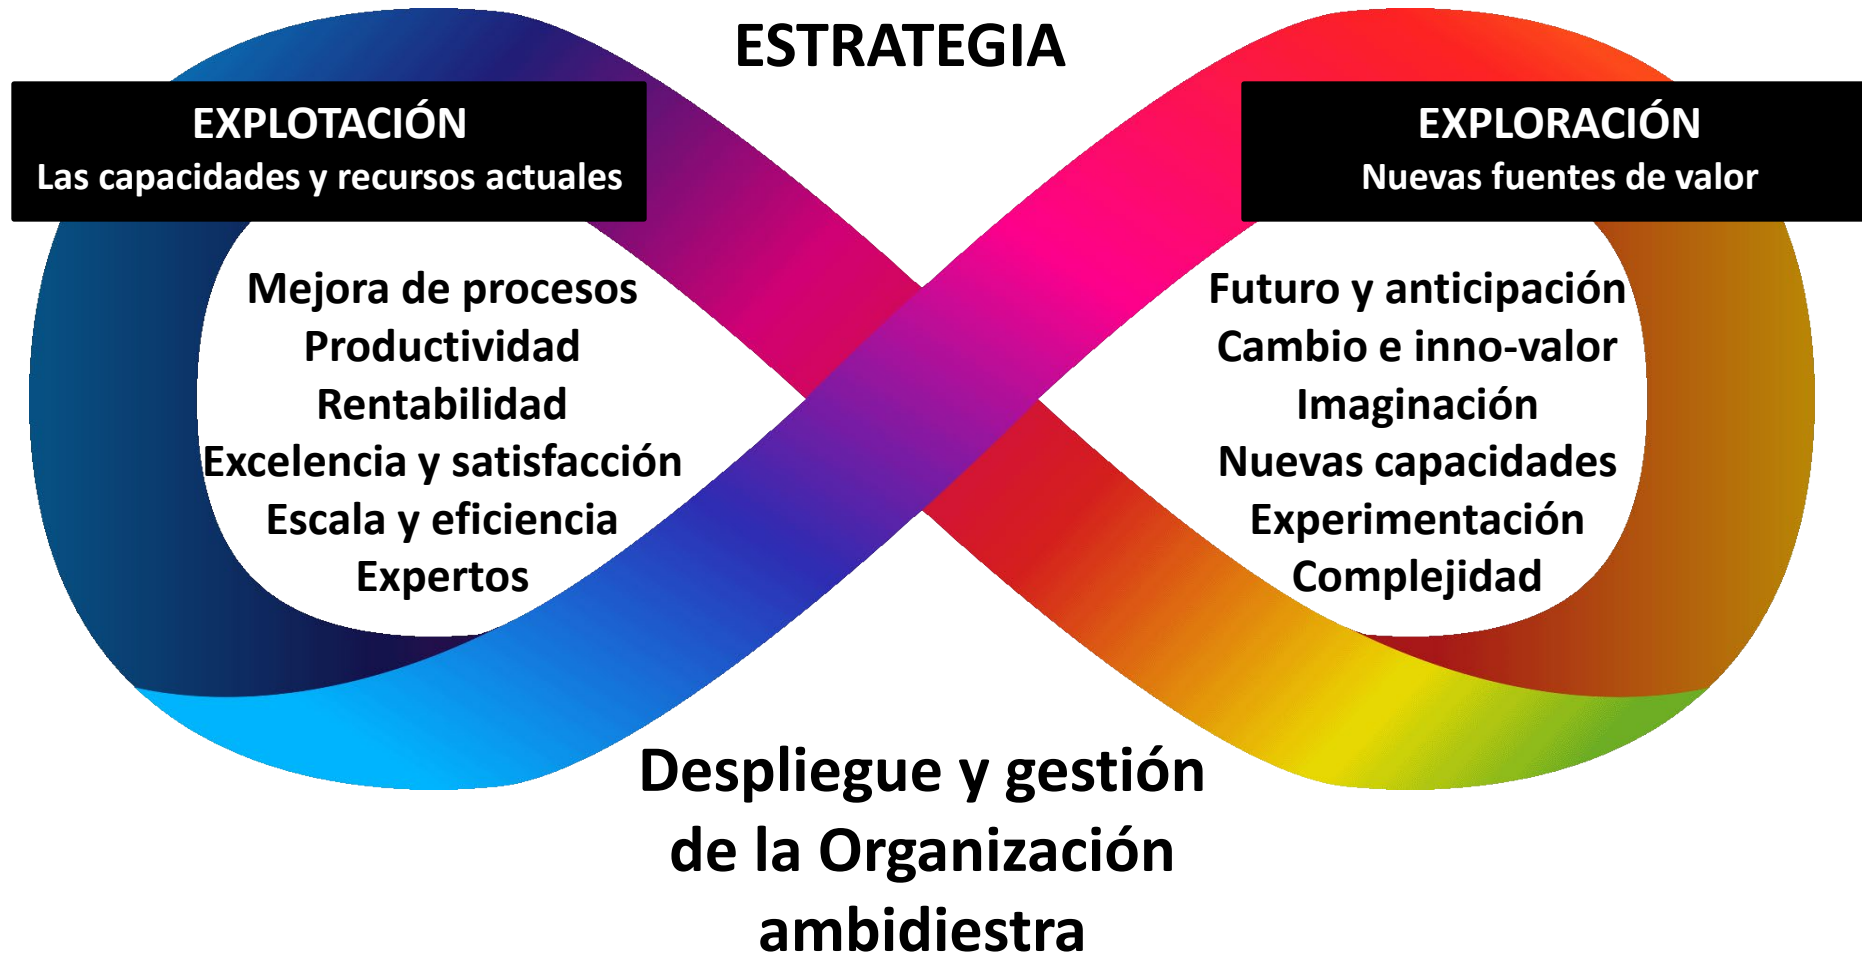 ESTRATEGIA
EXPLOTACIÓN
Las capacidades y recursos actuales
EXPLORACIÓN
Nuevas fuentes de valor
Mejora de procesos
Productividad
Rentabilidad
Excelencia y satisfacción
Escala y eficiencia
Expertos
Futuro y anticipación
Cambio e inno-valor
Imaginación
Nuevas capacidades
Experimentación
Complejidad
Despliegue y gestión
de la Organización
ambidiestra